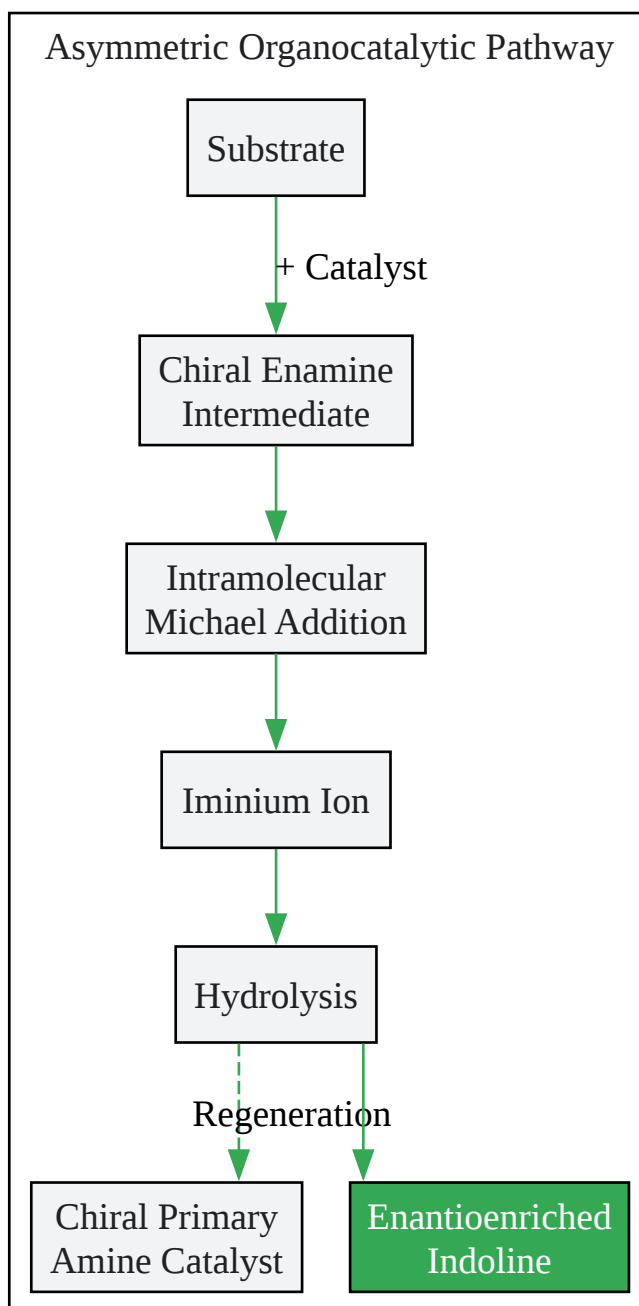 Asymmetric Organocatalytic Pathway
Substrate
+ Catalyst
Chiral Enamine
Intermediate
Intramolecular
Michael Addition
Iminium Ion
Hydrolysis
Regeneration
Chiral Primary
Amine Catalyst
Enantioenriched
Indoline